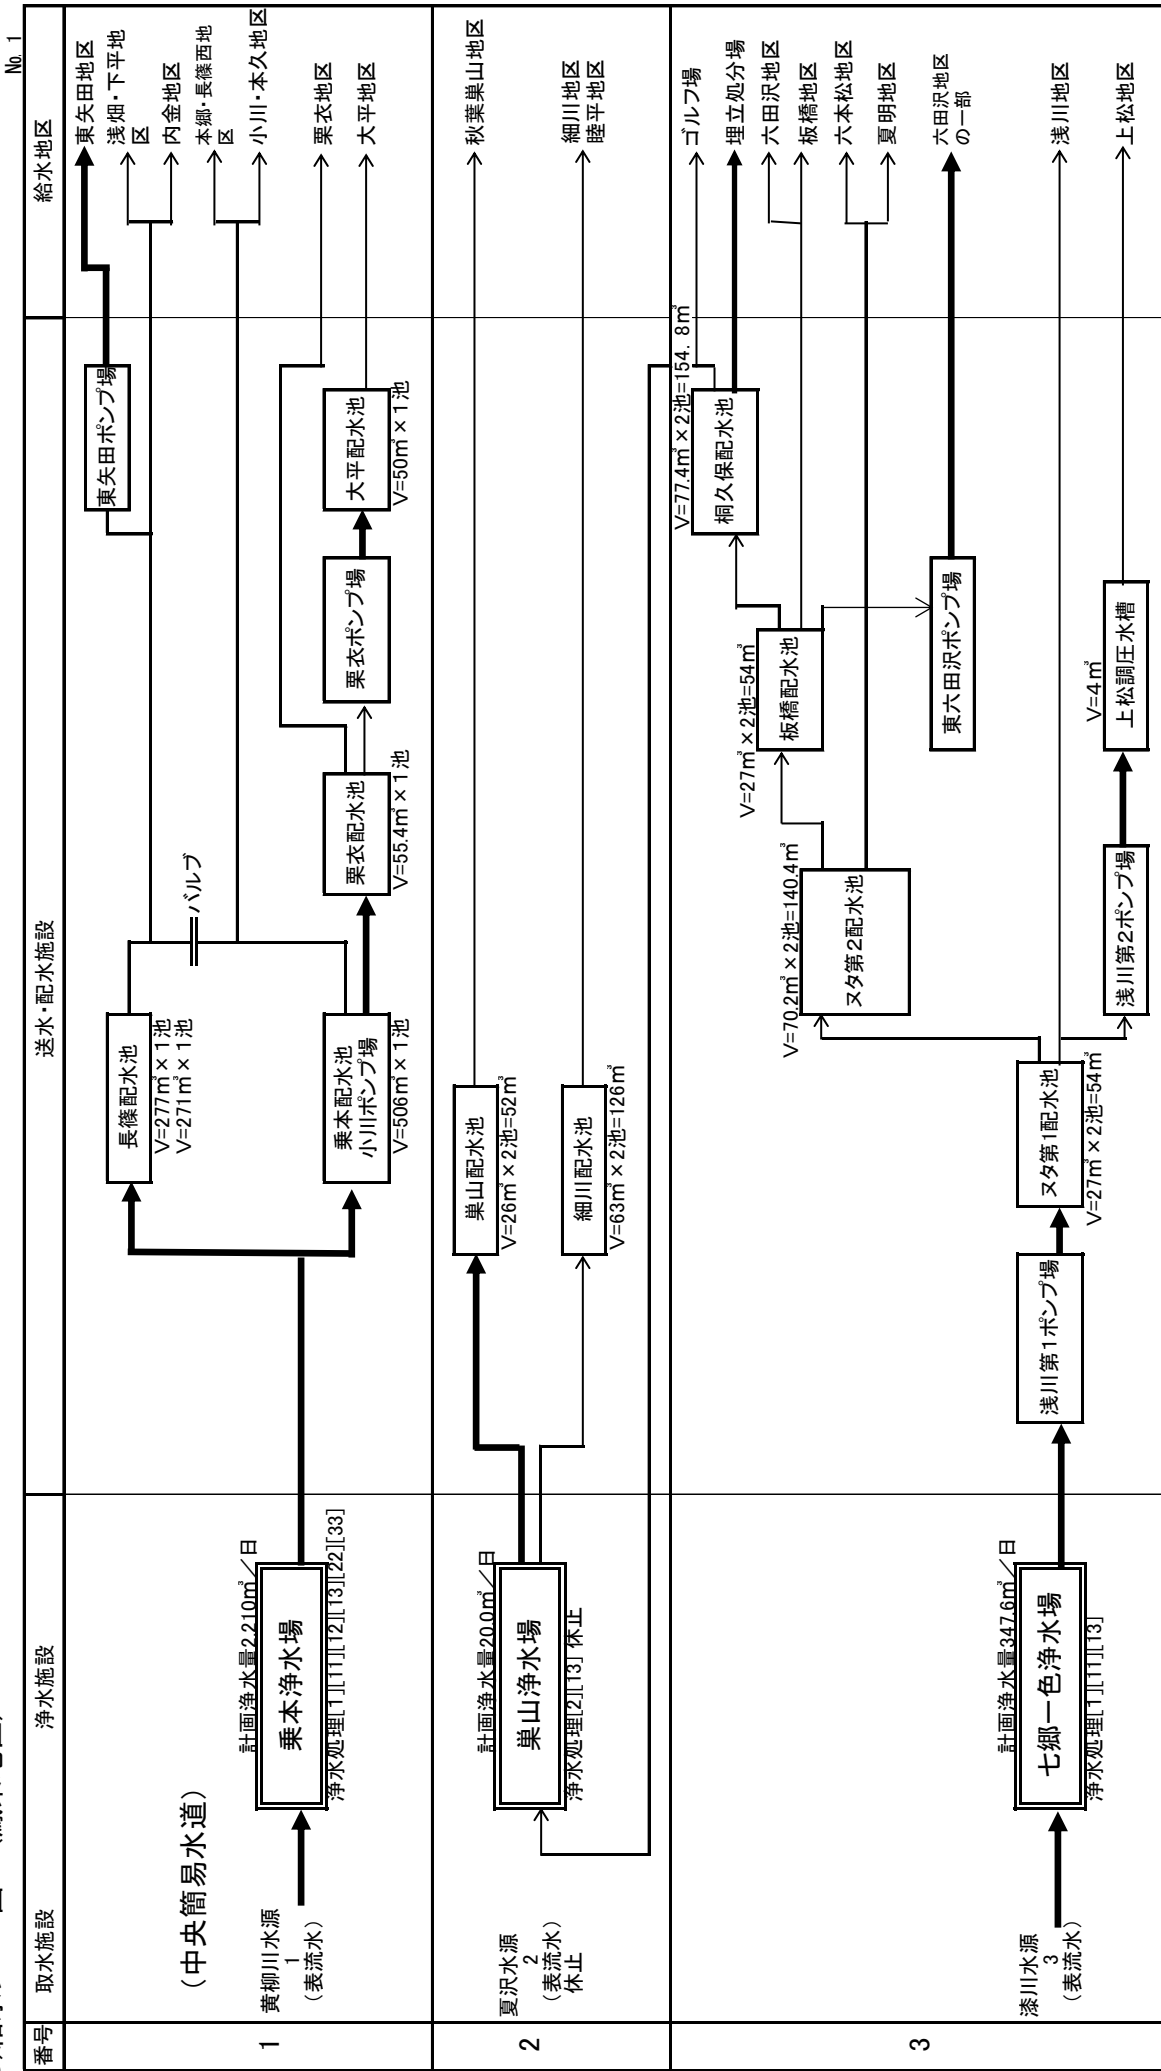 No. 1
番号
取水施設
浄水施設
送水・配水施設
給水地区
1
(中央簡易水道)
黄柳川水源
1
(表流水)
計画浄水量2,210㎥／日
乗本浄水場
浄水処理[1][11][12][13][22][33]
長篠配水池
V=277㎥×1池
V=271㎥×1池
乗本配水池
小川ポンプ場
V=506㎥×1池
バルブ
栗衣配水池
V=55.4㎥×1池
栗衣ポンプ場
大平配水池
V=50㎥×1池
東矢田ポンプ場
東矢田地区
浅畑・下平地
区
内金地区
本郷・長篠西地
区
小川・本久地区
栗衣地区
大平地区
2
夏沢水源
2
(表流水)
休止
計画浄水量20.0㎥／日
巣山浄水場
浄水処理[2][13] 休止
巣山配水池
V=26㎥×2池=52㎥
細川配水池
V=63㎥×2池=126㎥
秋葉巣山地区
細川地区
睦平地区
3
漆川水源
3
(表流水)
計画浄水量347.6㎥／日
七郷一色浄水場
浄水処理[1][11][13]
浅川第1ポンプ場
ヌタ第1配水池
V=27㎥×2池=54㎥
V=70.2㎥×2池=140.4㎥
ヌタ第2配水池
浅川第2ポンプ場
V=27㎥×2池=54㎥
板橋配水池
V=4㎥
上松調圧水槽
東六田沢ポンプ場
V=77.4㎥×2池=154.8㎥
桐久保配水池
ゴルフ場
埋立処分場
六田沢地区
板橋地区
六本松地区
夏明地区
六田沢地区
の一部
浅川地区
上松地区